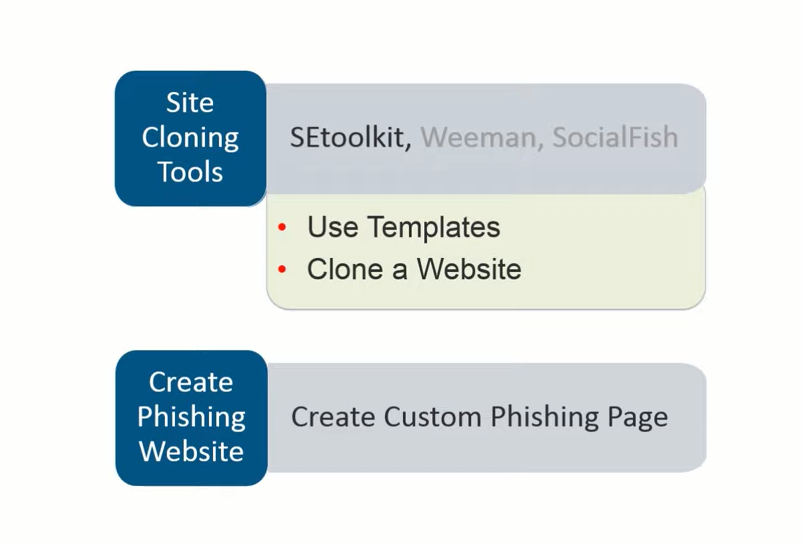 Site
Cloning
Tools
SEtoolkit, Weeman, SocialFish
• Use Templates
• Clone a Website
Create
Phishing
Website
Create Custom Phishing Page